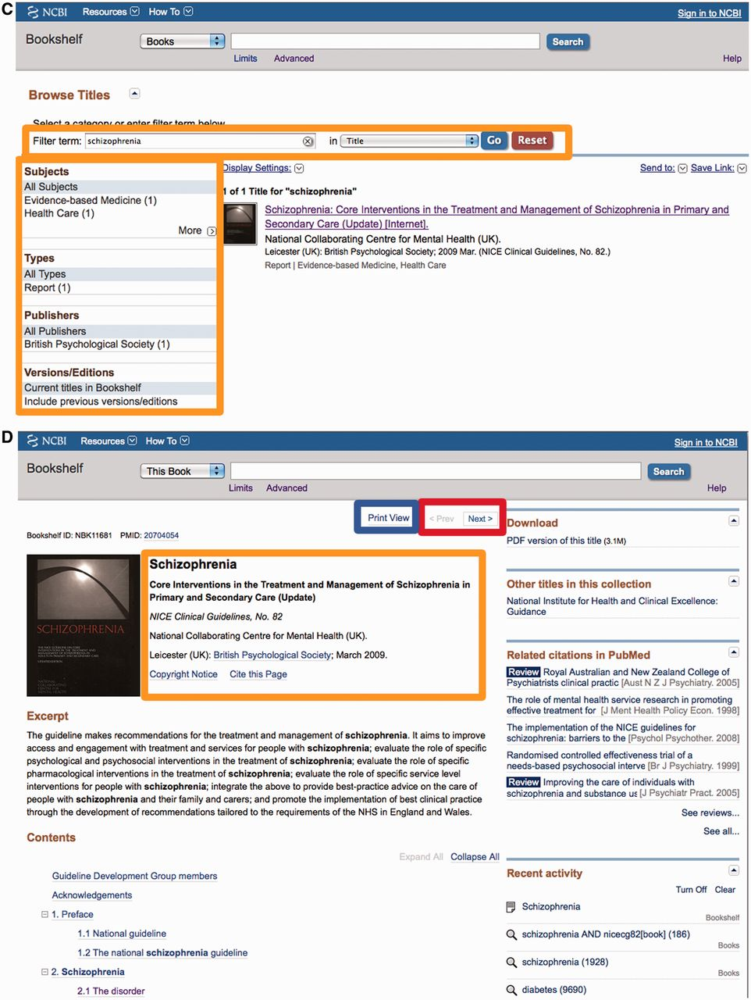 C
NCBI Resources How To Sign in to NCBI
Bookshelf Books Search
Limits Advanced Help
Browse Titles
Select a category or enter filter term below
Filter term: schizophrenia in Title Go Reset
Subjects
All Subjects
Evidence-based Medicine (1)
Health Care (1)
More
Types
All Types
Report (1)
Publishers
All Publishers
British Psychological Society (1)
Versions/Editions
Current titles in Bookshelf
Include previous versions/editions
Display Settings: Send to: Save Link:
1 of 1 Title for "schizophrenia"
Schizophrenia: Core Interventions in the Treatment and Management of Schizophrenia in Primary and
Secondary Care (Update) [Internet].
National Collaborating Centre for Mental Health (UK).
Leicester (UK): British Psychological Society; 2009 Mar. (NICE Clinical Guidelines, No. 82.)
Report | Evidence-based Medicine, Health Care
D
NCBI Resources How To Sign in to NCBI
Bookshelf This Book Search
Limits Advanced Help
Print View < Prev Next >
Bookshelf ID: NBK11681 PMID: 20704054
SCHIZOPHRENIA
Schizophrenia
Core Interventions in the Treatment and Management of Schizophrenia in
Primary and Secondary Care (Update)
NICE Clinical Guidelines, No. 82
National Collaborating Centre for Mental Health (UK).
Leicester (UK): British Psychological Society; March 2009.
Copyright Notice Cite this Page
Excerpt
The guideline makes recommendations for the treatment and management of schizophrenia. It aims to improve
access and engagement with treatment and services for people with schizophrenia; evaluate the role of specific
psychological and psychosocial interventions in the treatment of schizophrenia; evaluate the role of specific
pharmacological interventions in the treatment of schizophrenia; evaluate the role of specific service level
interventions for people with schizophrenia; integrate the above to provide best-practice advice on the care of
people with schizophrenia and their family and carers; and promote the implementation of best clinical practice
through the development of recommendations tailored to the requirements of the NHS in England and Wales.
Contents
Expand All Collapse All
Guideline Development Group members
Acknowledgements
1. Preface
1.1 National guideline
1.2 The national schizophrenia guideline
2. Schizophrenia
2.1 The disorder
Download
PDF version of this title (3.1M)
Other titles in this collection
National Institute for Health and Clinical Excellence:
Guidance
Related citations in PubMed
Review Royal Australian and New Zealand College of
Psychiatrists clinical practic [Aust N Z J Psychiatry. 2005]
The role of mental health service research in promoting
effective treatment for [J Ment Health Policy Econ. 1998]
The implementation of the NICE guidelines for
schizophrenia: barriers to the [Psychol Psychother. 2008]
Randomised controlled effectiveness trial of a
needs-based psychosocial interve [Br J Psychiatry. 1999]
Review Improving the care of individuals with
schizophrenia and substance us [J Psychiatr Pract. 2005]
See reviews...
See all...
Recent activity
Turn Off Clear
Schizophrenia
Bookshelf
schizophrenia AND nicecg82[book] (186)
Books
schizophrenia (1928)
Books
diabetes (9690)